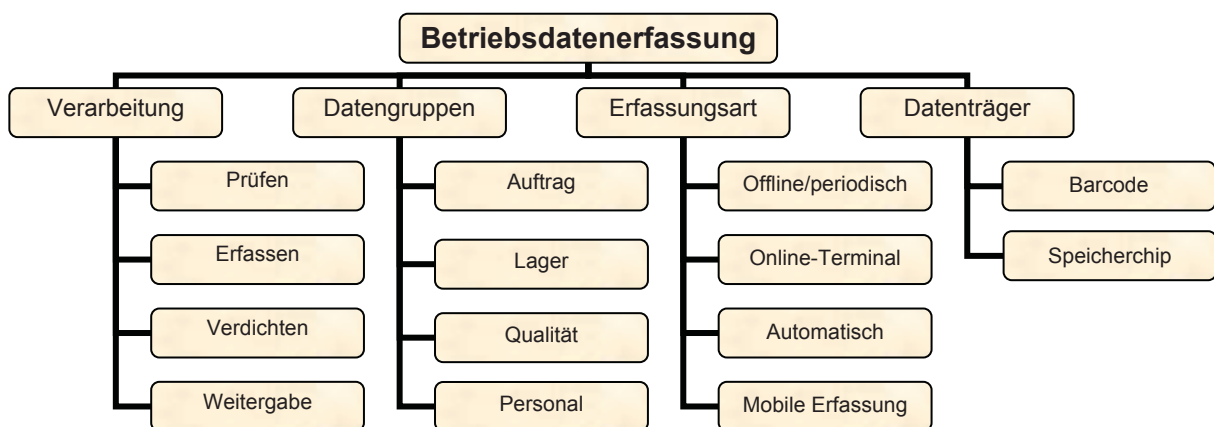 Betriebsdatenerfassung
Verarbeitung
Prüfen
Erfassen
Verdichten
Weitergabe
Datengruppen
Auftrag
Lager
Qualität
Personal
Erfassungsart
Offline/periodisch
Online-Terminal
Automatisch
Mobile Erfassung
Datenträger
Barcode
Speicherchip